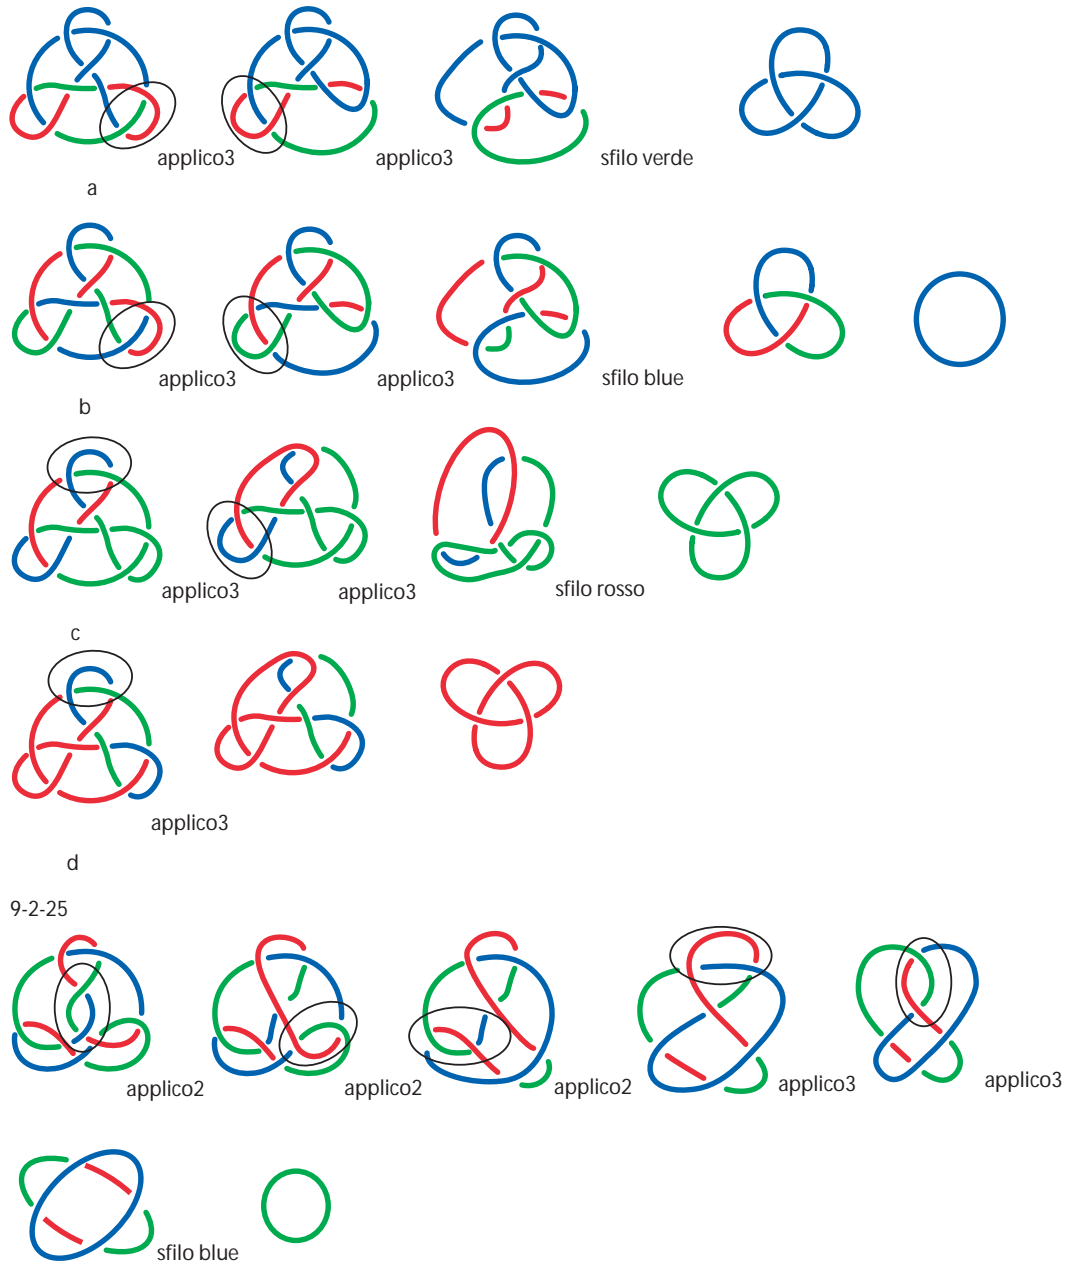 applico3 applico3 sfilo verde
a
applico3 applico3 sfilo blue
b
applico3 applico3 sfilo rosso
c
applico3
d
9-2-25
applico2 applico2 applico2 applico3 applico3
sfilo blue